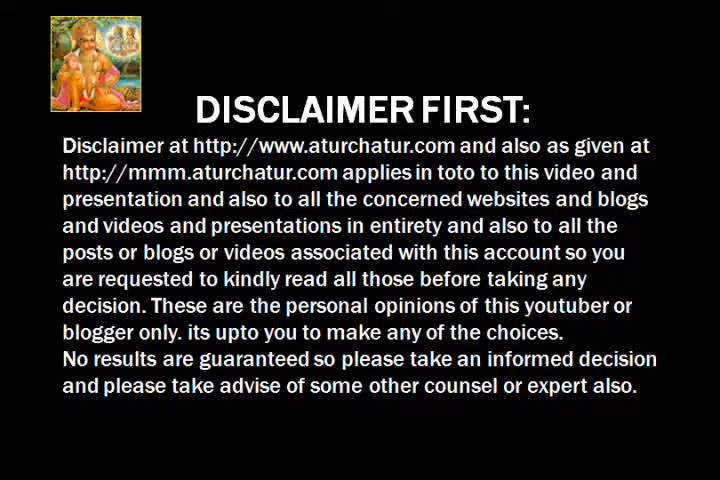 DISCLAIMER FIRST:
Disclaimer at http://www.aturchatur.com and also as given at
http://mmm.aturchatur.com applies in toto to this video and
presentation and also to all the concerned websites and blogs
and videos and presentations in entirety and also to all the
posts or blogs or videos associated with this account so you
are requested to kindly read all those before taking any
decision. These are the personal opinions of this youtuber or
blogger only. its upto you to make any of the choices.
No results are guaranteed so please take an informed decision
and please take advise of some other counsel or expert also.